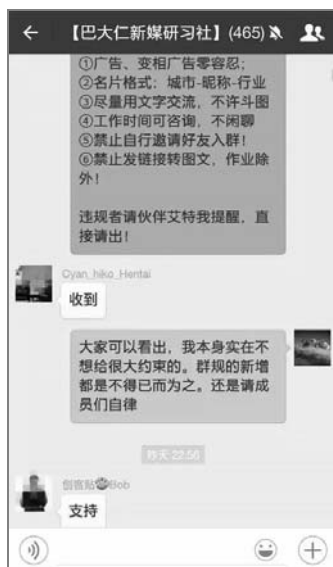 【巴大仁新媒研习社】(465)
①广告、变相广告零容忍;
②名片格式：城市-昵称-行业
③尽量用文字交流，不许斗图
④工作时间可咨询，不闲聊
⑤禁止自行邀请好友入群!
⑥禁止发链接转图文，作业除
外!
违规者请伙伴艾特我提醒，直
接请出!
Cyan_hiko_Hentai
收到
大家可以看出，我本身实在不
想给很大约束的。群规的新增
都是不得已而为之。还是请成
员们自律
昨天 22:56
创客贴Bob
支持